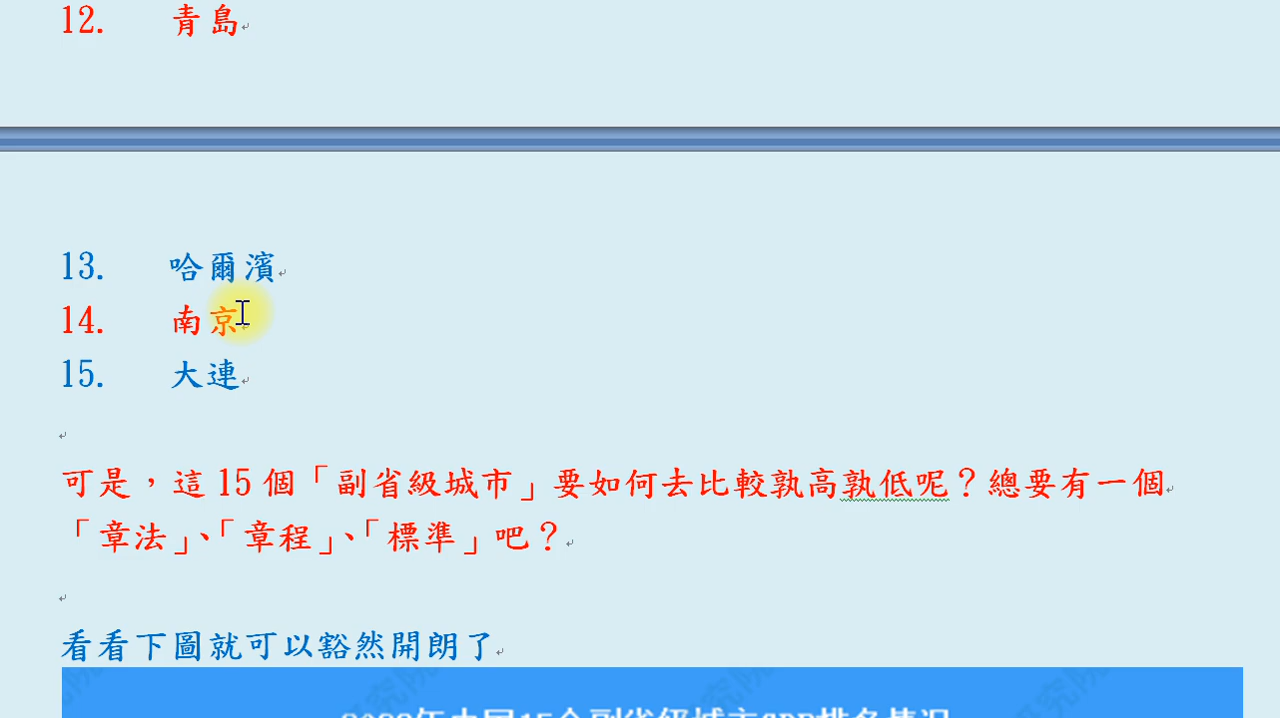 12. 青島
13. 哈爾濱
14. 南京
15. 大連
可是，這 15 個「副省級城市」要如何去比較孰高孰低呢？總要有一個
「章法」、「章程」、「標準」吧？
看看下圖就可以豁然開朗了